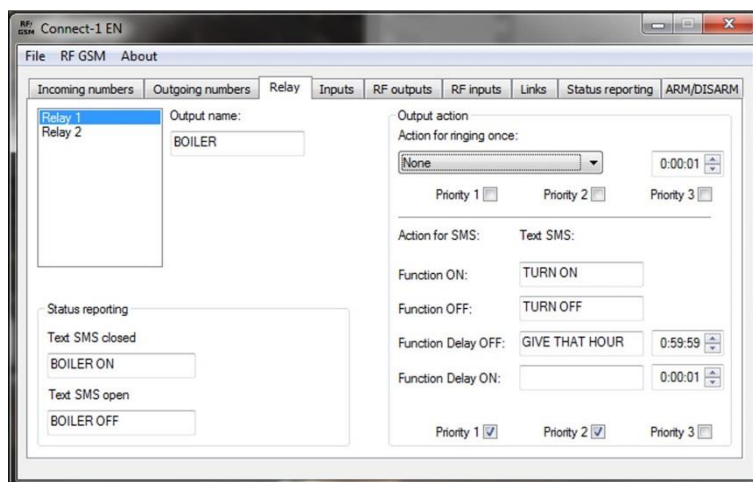 RF/
GSM Connect-1 EN
File RF GSM About
Incoming numbers Outgoing numbers Relay Inputs RF outputs RF inputs Links Status reporting ARM/DISARM
Relay 1
Relay 2
Output name:
BOILER
Status reporting
Text SMS closed
BOILER ON
Text SMS open
BOILER OFF
Output action
Action for ringing once:
None 0:00:01
Priority 1 Priority 2 Priority 3
Action for SMS: Text SMS:
Function ON: TURN ON
Function OFF: TURN OFF
Function Delay OFF: GIVE THAT HOUR 0:59:59
Function Delay ON: 0:00:01
Priority 1 Priority 2 Priority 3